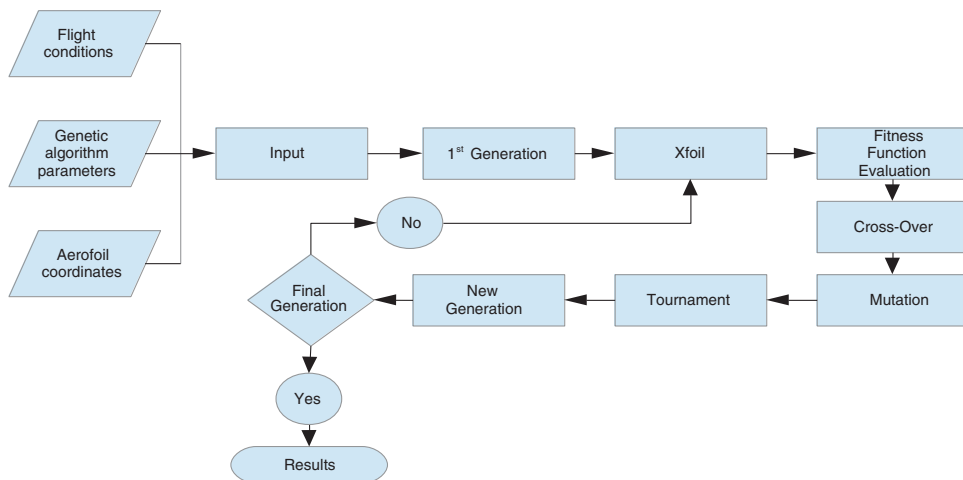 Flight
conditions
Genetic
algorithm
parameters
Aerofoil
coordinates
Input
1st Generation
Xfoil
Fitness
Function
Evaluation
Cross-Over
Mutation
Tournament
New
Generation
Final
Generation
No
Yes
Results